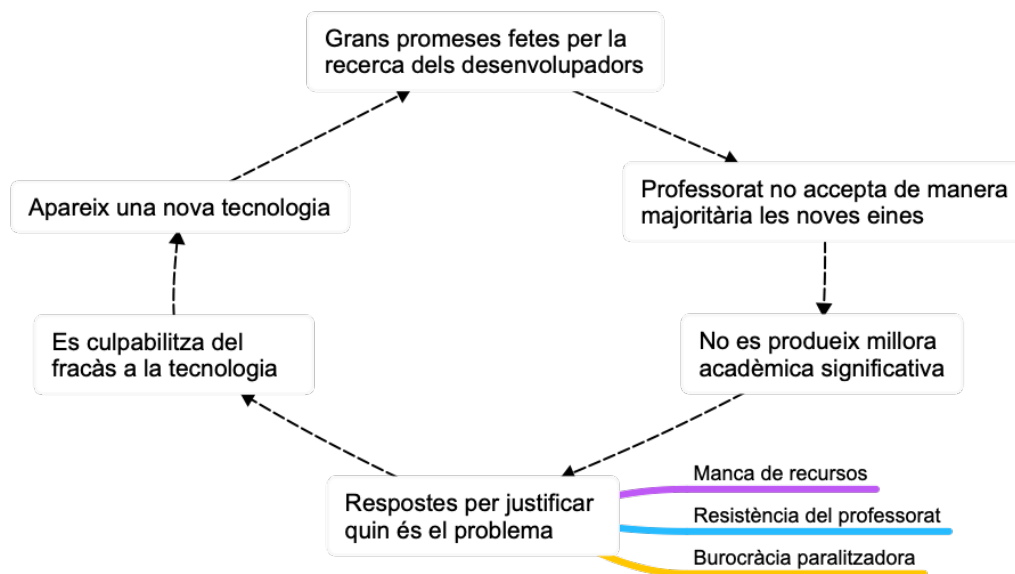 Grans promeses fetes per la
recerca dels desenvolupadors
Professorat no accepta de manera
majoritària les noves eines
Apareix una nova tecnologia
No es produeix millora
acadèmica significativa
Es culpabilitza del
fracàs a la tecnologia
Respostes per justificar
quin és el problema
Manca de recursos
Resistència del professorat
Burocràcia paralitzadora